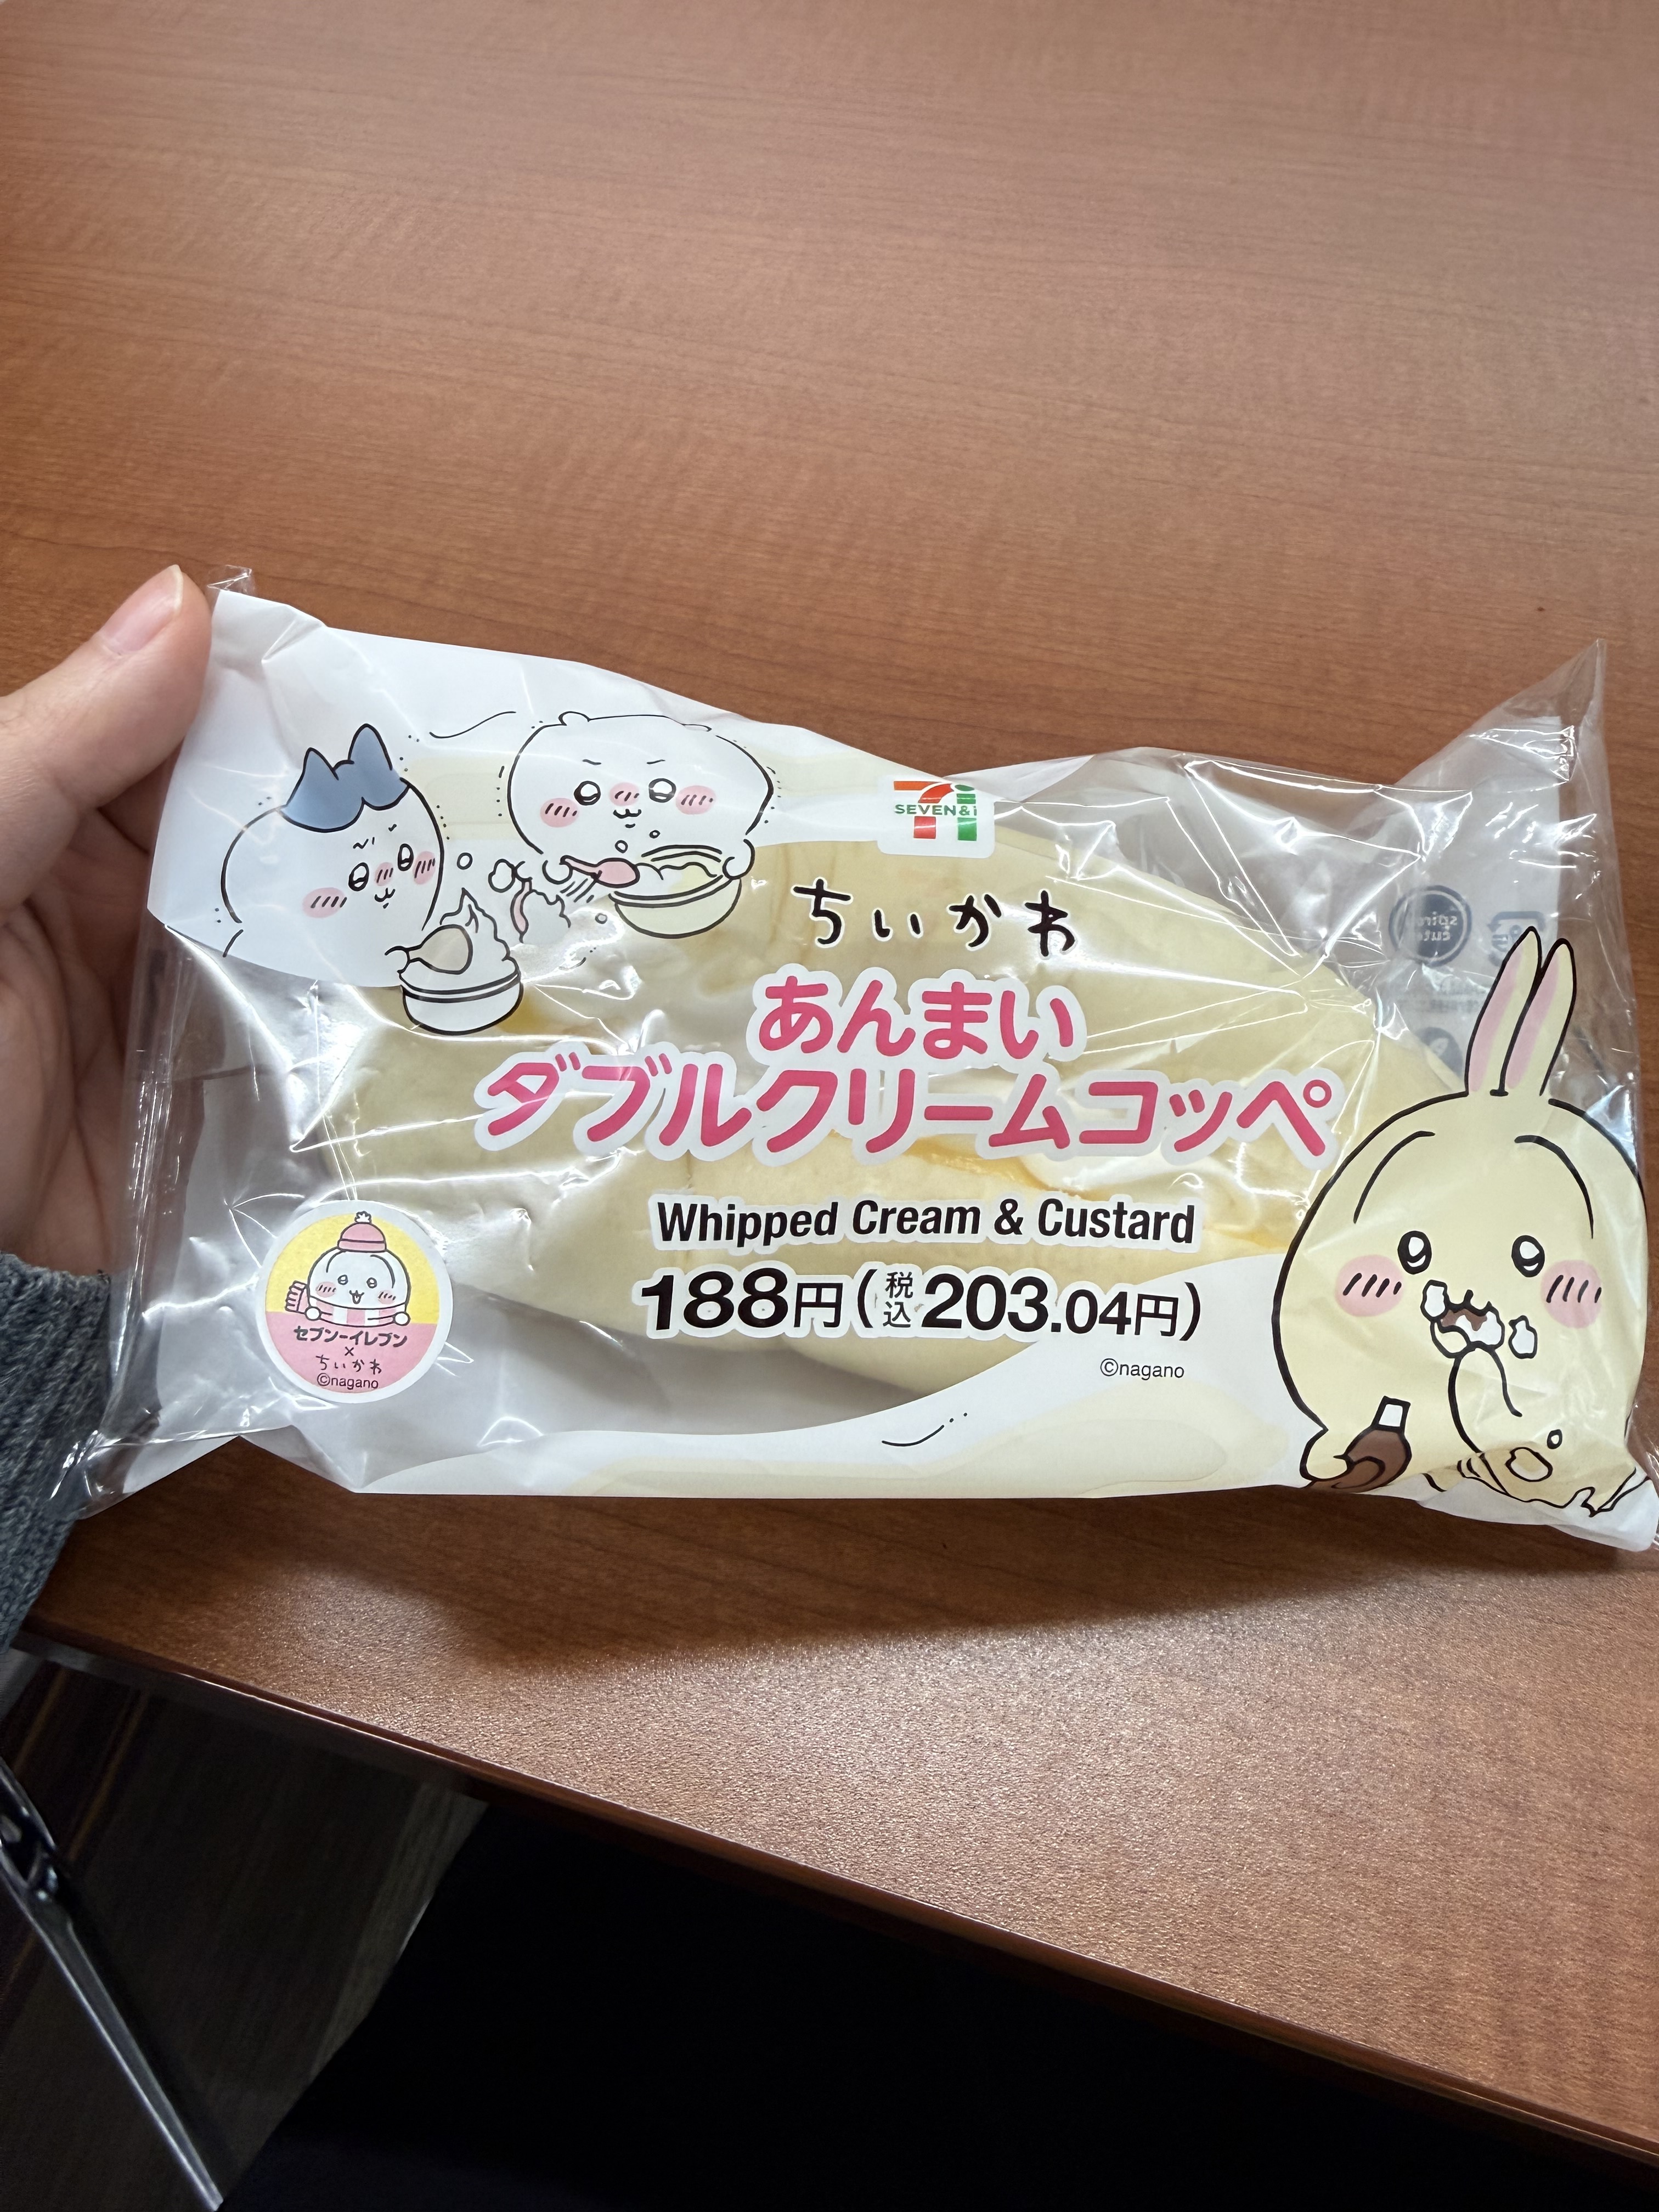 SEVEN&i
ちいかわ
あんまい
ダブルクリームコッペ
Whipped Cream & Custard
188円(税込203.04円)
©nagano
セブン-イレブン
×
ちいかわ
©nagano